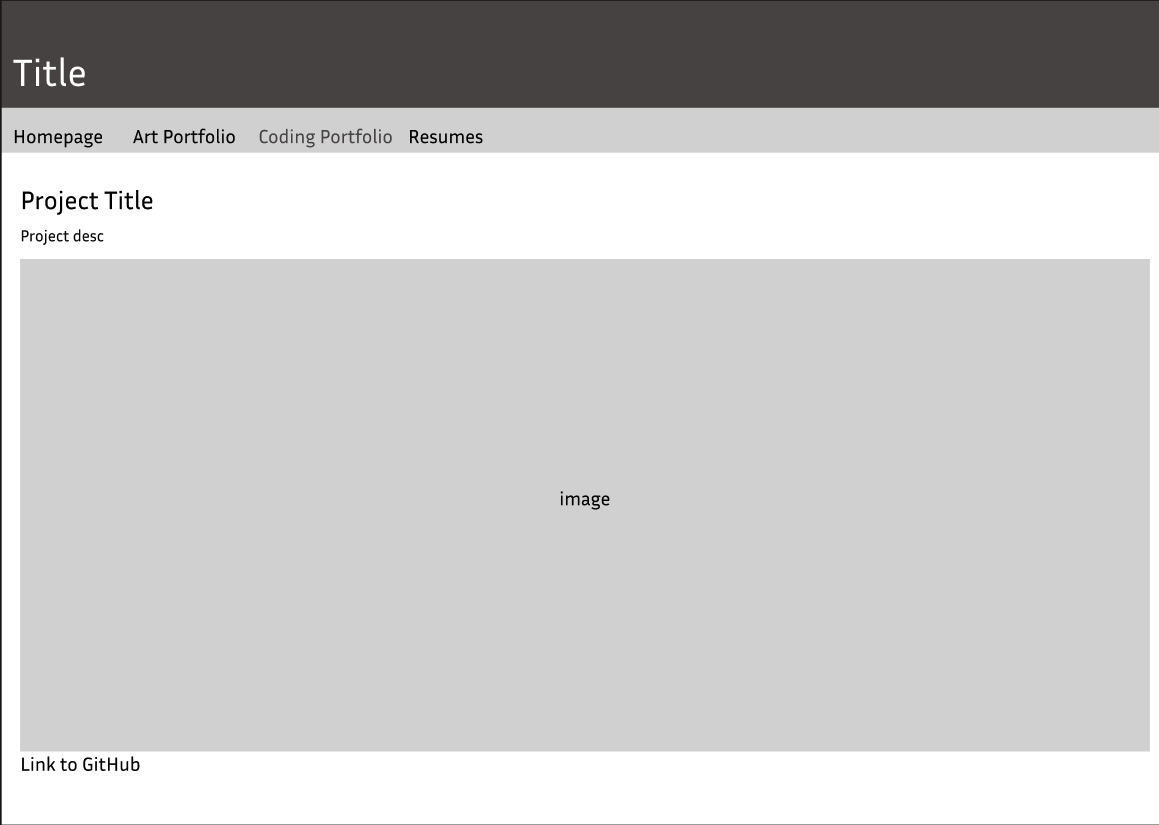 Title
Homepage Art Portfolio Coding Portfolio Resumes
Project Title
Project desc
image
Link to GitHub